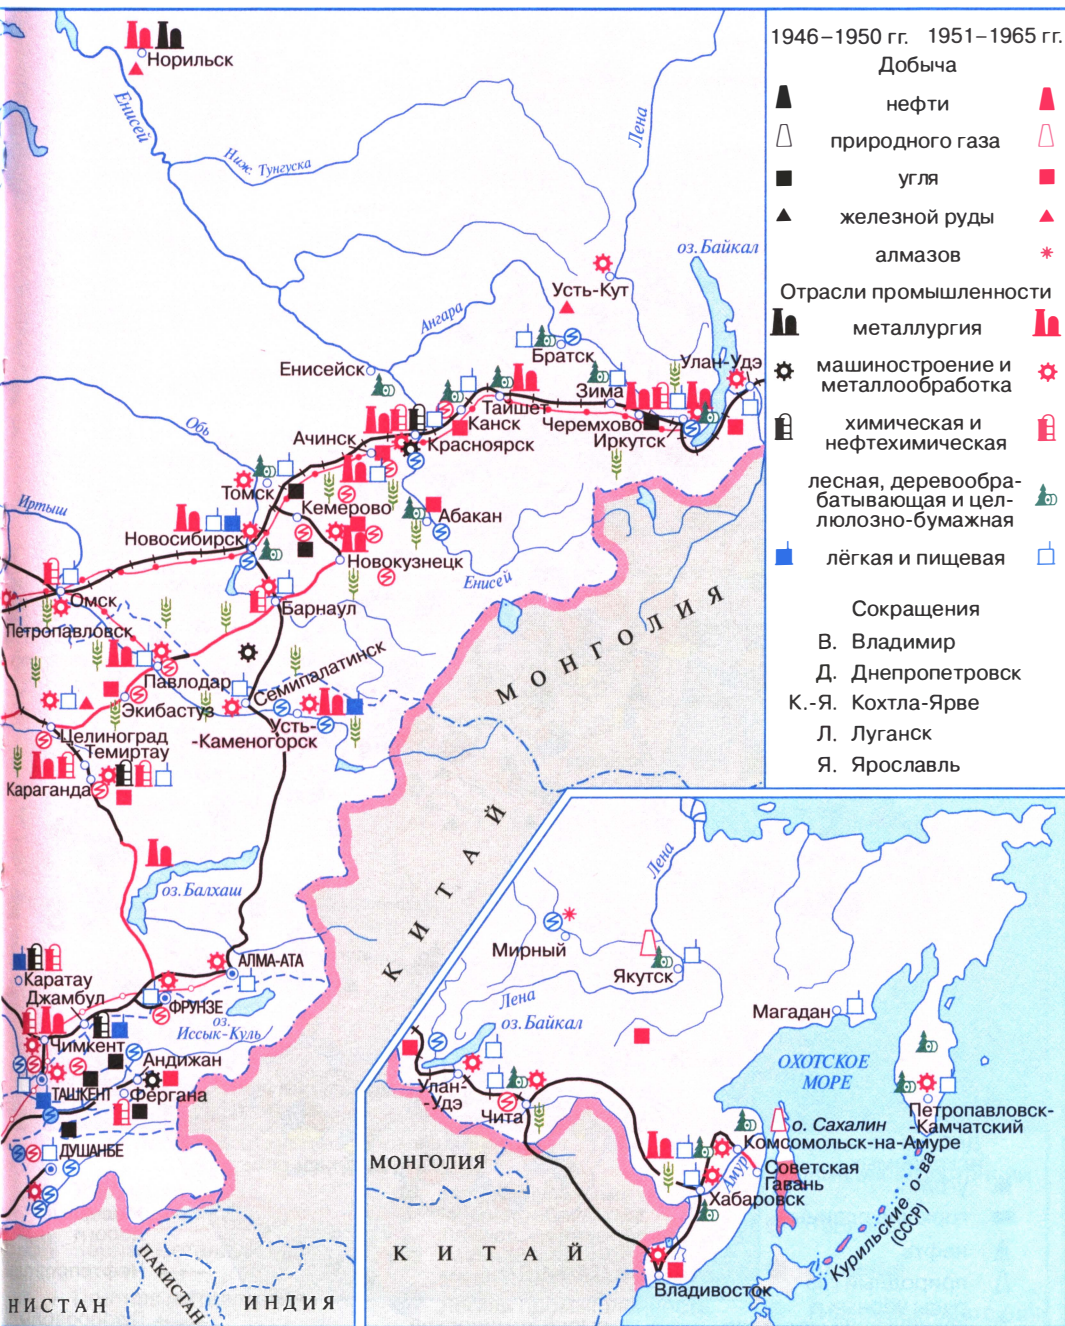 1946–1950 гг. 1951–1965 гг.
Добыча
нефти
природного газа
угля
железной руды
алмазов
Отрасли промышленности
металлургия
машиностроение и
металлообработка
химическая и
нефтехимическая
лесная, деревообра-
батывающая и цел-
люлозно-бумажная
лёгкая и пищевая
Сокращения
В. Владимир
Д. Днепропетровск
К.-Я. Кохтла-Ярве
Л. Луганск
Я. Ярославль
Норильск
Енисей
Ниж. Тунгуска
Лена
оз. Байкал
Усть-Кут
Ангара
Братск
Енисейск
Улан-Удэ
Зима
Тайшет
Канск
Черемхово
Иркутск
Обь
Ачинск
Красноярск
Иртыш
Томск
Кемерово
Абакан
Новосибирск
Новокузнецк
Енисей
Омск
Барнаул
Петропавловск
МОНГОЛИЯ
Павлодар
Семипалатинск
Экибастуз
Усть-
-Каменогорск
Целиноград
Темиртау
Караганда
КИТАЙ
оз. Балхаш
АЛМА-АТА
Каратау
Джамбул
ФРУНЗЕ
оз.
Иссык-Куль
Чимкент
Андижан
ТАШКЕНТ
Фергана
ДУШАНБЕ
НИСТАН
ПАКИСТАН
ИНДИЯ
Лена
Мирный
Якутск
Лена
Магадан
оз. Байкал
ОХОТСКОЕ
МОРЕ
Улан-
-Удэ
Чита
Петропавловск-
-Камчатский
о. Сахалин
Комсомольск-на-Амуре
МОНГОЛИЯ
Амур
Советская
Гавань
Хабаровск
КИТАЙ
Курильские о-ва
(СССР)
Владивосток